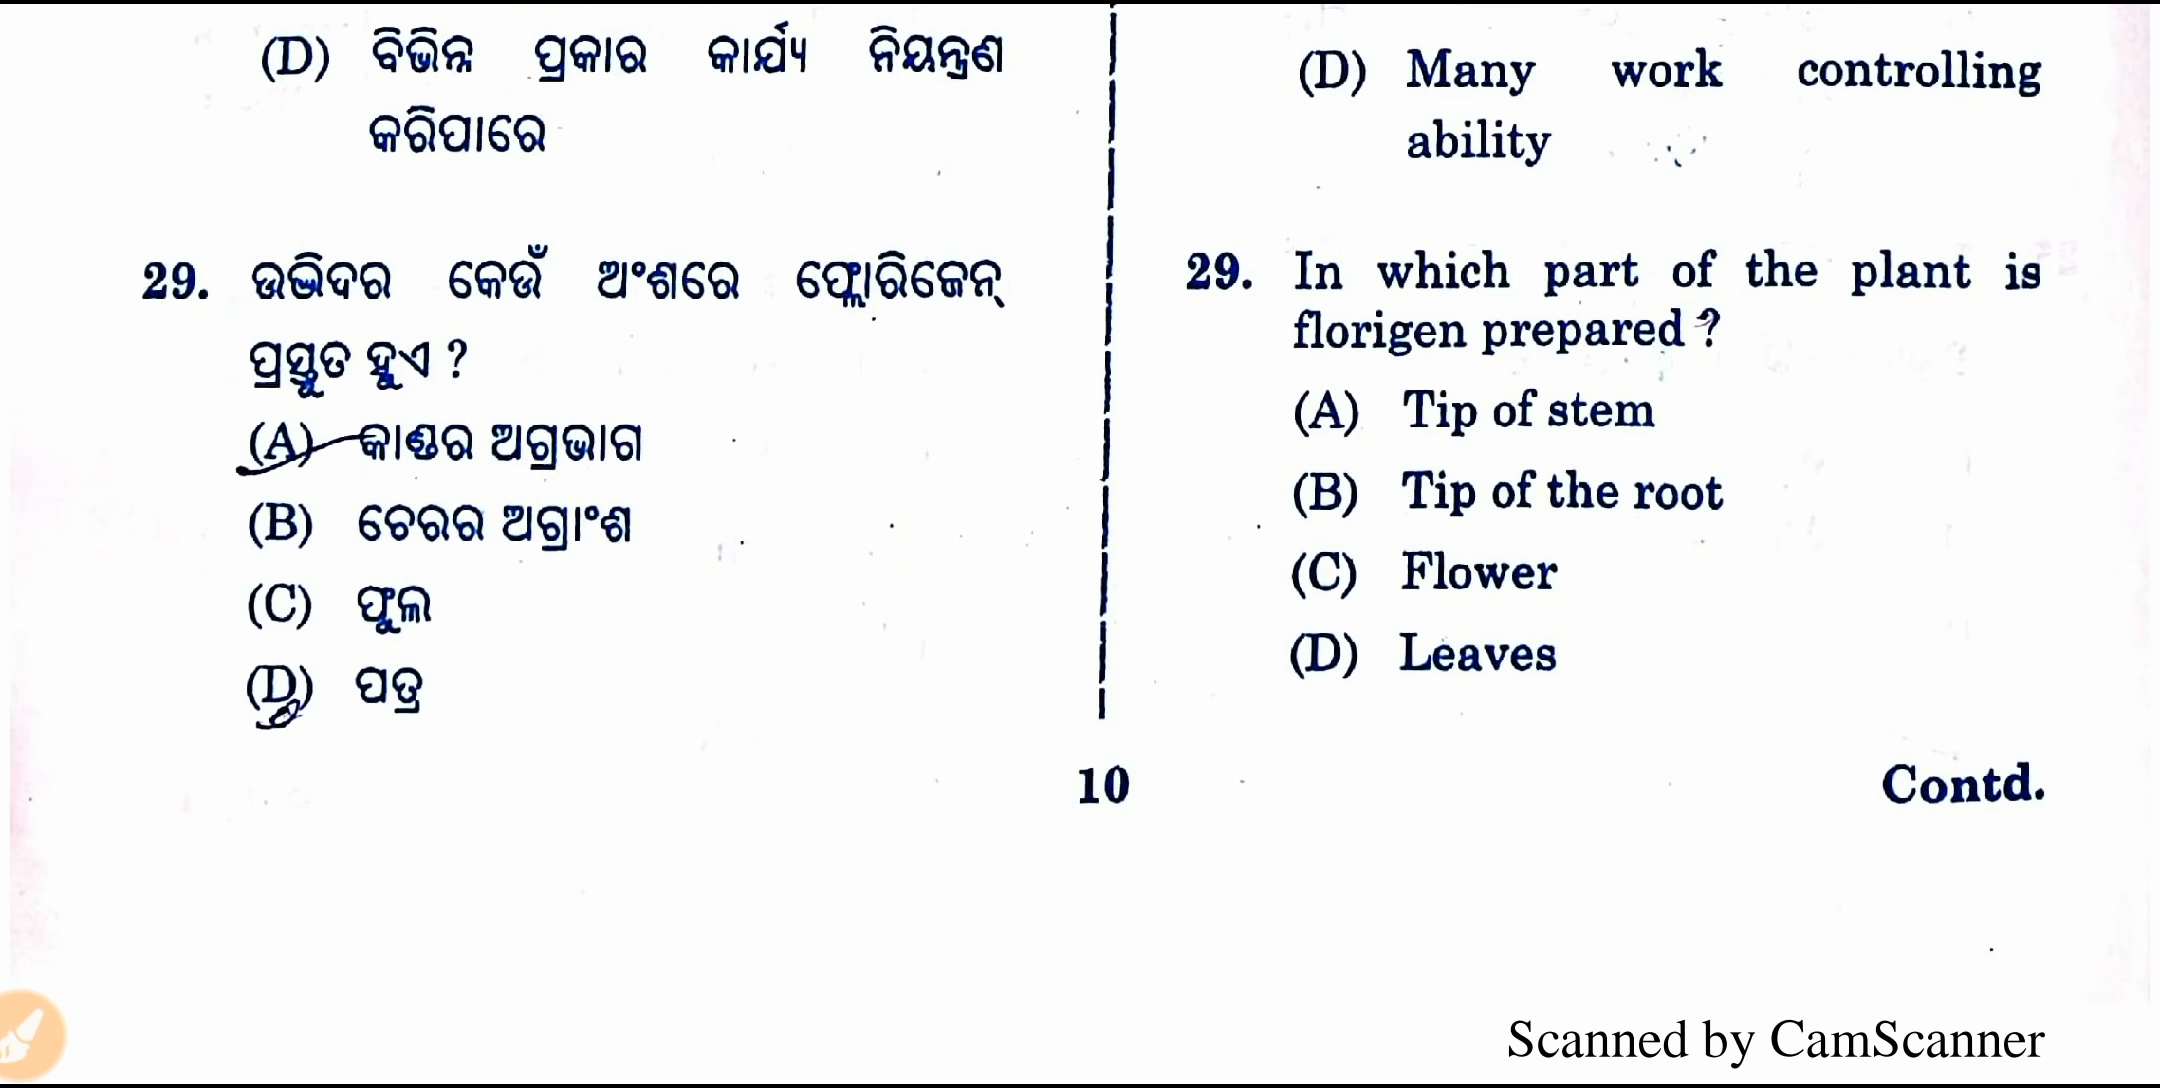 (D) ବିଭିନ୍ନ ପ୍ରକାର କାର୍ଯ୍ୟ ନିୟନ୍ତ୍ରଣ
କରିପାରେ
29. ଉଦ୍ଭିଦର କେଉଁ ଅଂଶରେ ଫ୍ଲୋରିଜେନ୍
ପ୍ରସ୍ତୁତ ହୁଏ ?
(A) କାଣ୍ଡର ଅଗ୍ରଭାଗ
(B) ଚେରର ଅଗ୍ରାଂଶ
(C) ଫୁଲ
(D) ପତ୍ର
(D) Many work controlling
ability
29. In which part of the plant is
florigen prepared ?
(A) Tip of stem
(B) Tip of the root
(C) Flower
(D) Leaves
10
Contd.
Scanned by CamScanner